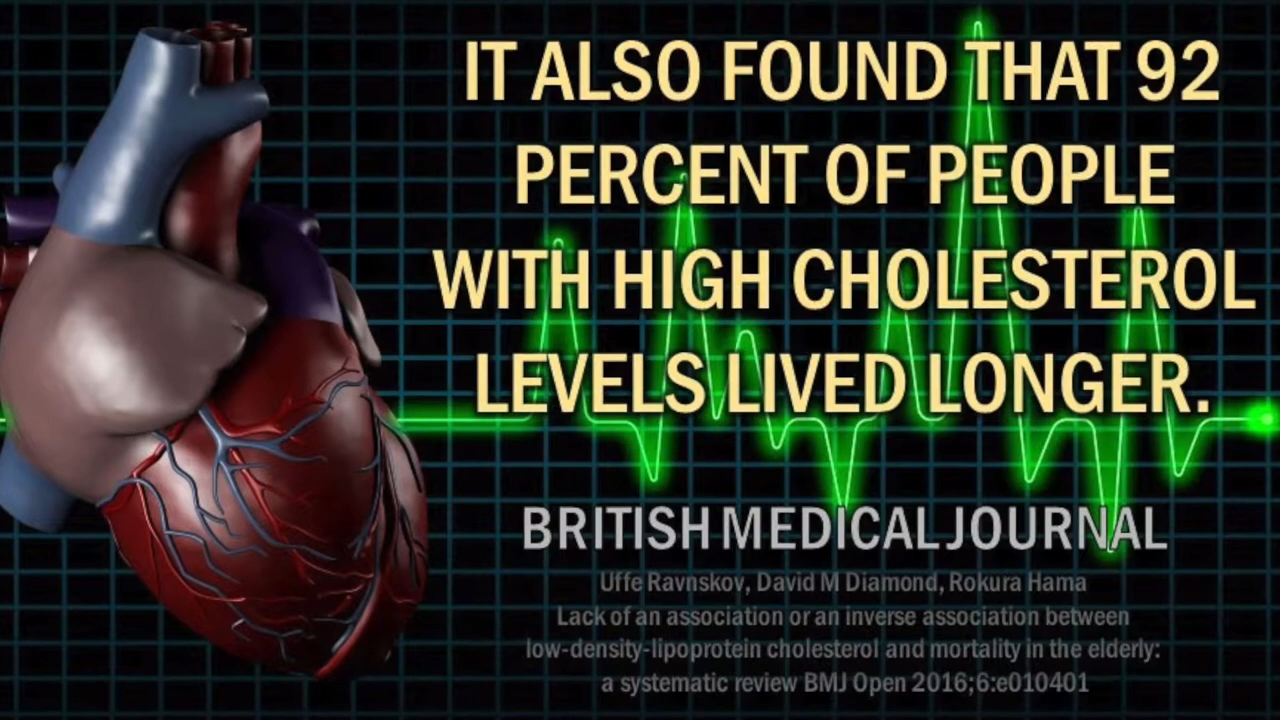 IT ALSO FOUND THAT 92
PERCENT OF PEOPLE
WITH HIGH CHOLESTEROL
LEVELS LIVED LONGER.
BRITISH MEDICAL JOURNAL
Uffe Ravnskov, David M Diamond, Rokura Hama
Lack of an association or an inverse association between
low-density-lipoprotein cholesterol and mortality in the elderly:
a systematic review BMJ Open 2016;6:e010401